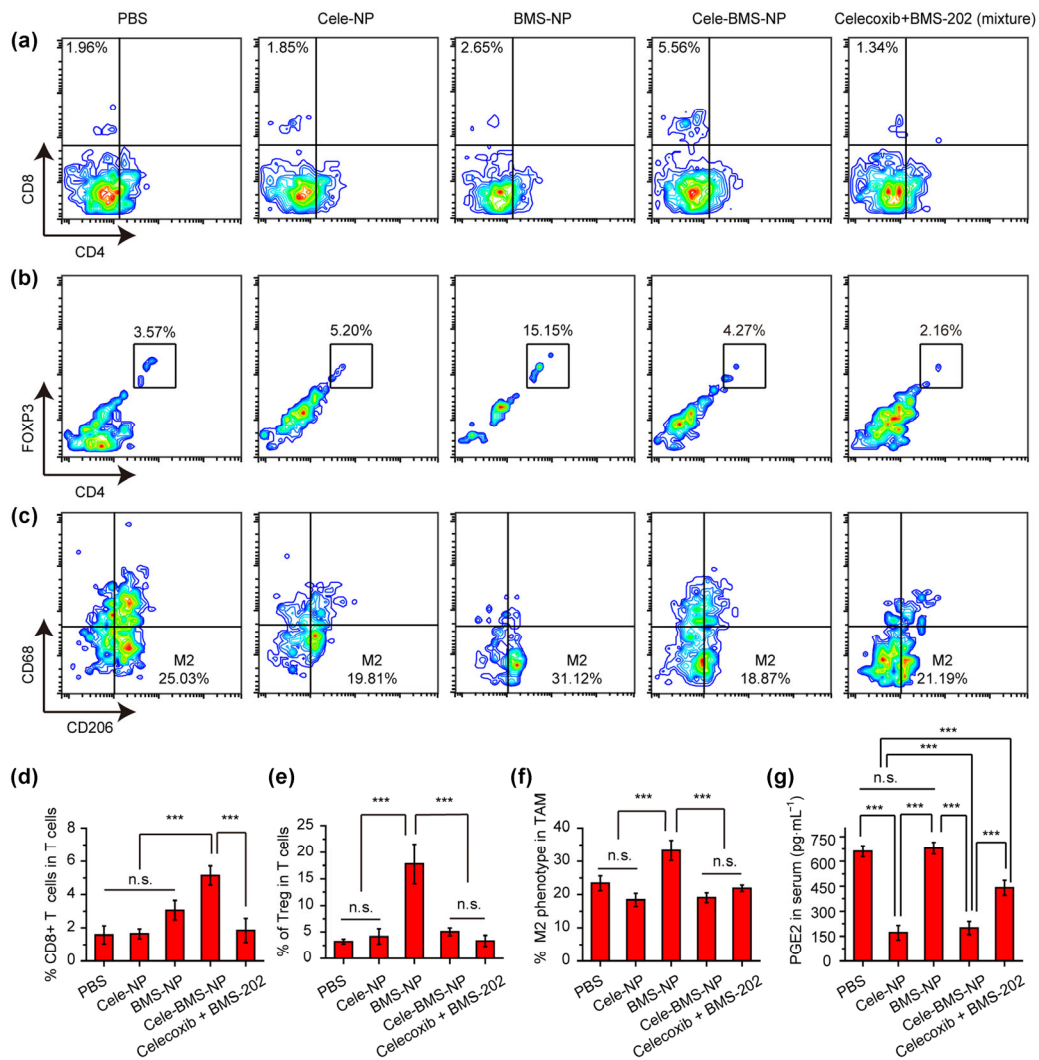 PBS Cele-NP BMS-NP Cele-BMS-NP Celecoxib+BMS-202 (mixture)
(a)
1.96% 1.85% 2.65% 5.56% 1.34%
CD8
CD4
(b)
3.57% 5.20% 15.15% 4.27% 2.16%
FOXP3
CD4
(c)
CD68
M2 M2 M2 M2 M2
25.03% 19.81% 31.12% 18.87% 21.19%
CD206
(d)
% CD8+ T cells in T cells
8
6
4
2
0
n.s. *** ***
PBS
Cele-NP
BMS-NP
Cele-BMS-NP
Celecoxib + BMS-202
(e)
% of Treg in T cells
25
20
15
10
5
0
n.s. *** *** n.s.
PBS
Cele-NP
BMS-NP
Cele-BMS-NP
Celecoxib + BMS-202
(f)
% M2 phenotype in TAM
40
30
20
10
0
n.s. *** *** n.s.
PBS
Cele-NP
BMS-NP
Cele-BMS-NP
Celecoxib + BMS-202
(g)
PGE2 in serum (pg·mL⁻¹)
750
600
450
300
150
0
***
***
n.s.
*** *** *** ***
PBS
Cele-NP
BMS-NP
Cele-BMS-NP
Celecoxib + BMS-202